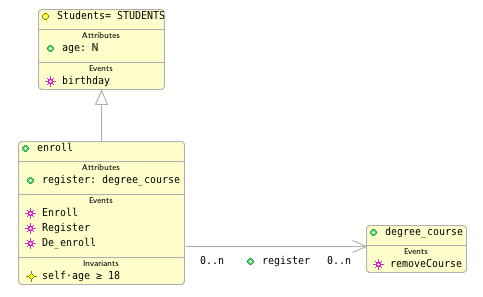 Students= STUDENTS
Attributes
age: ℕ
Events
birthday
enroll
Attributes
register: degree_course
Events
Enroll
Register
De_enroll
Invariants
self·age ≥ 18
0..n register 0..n
degree_course
Events
removeCourse